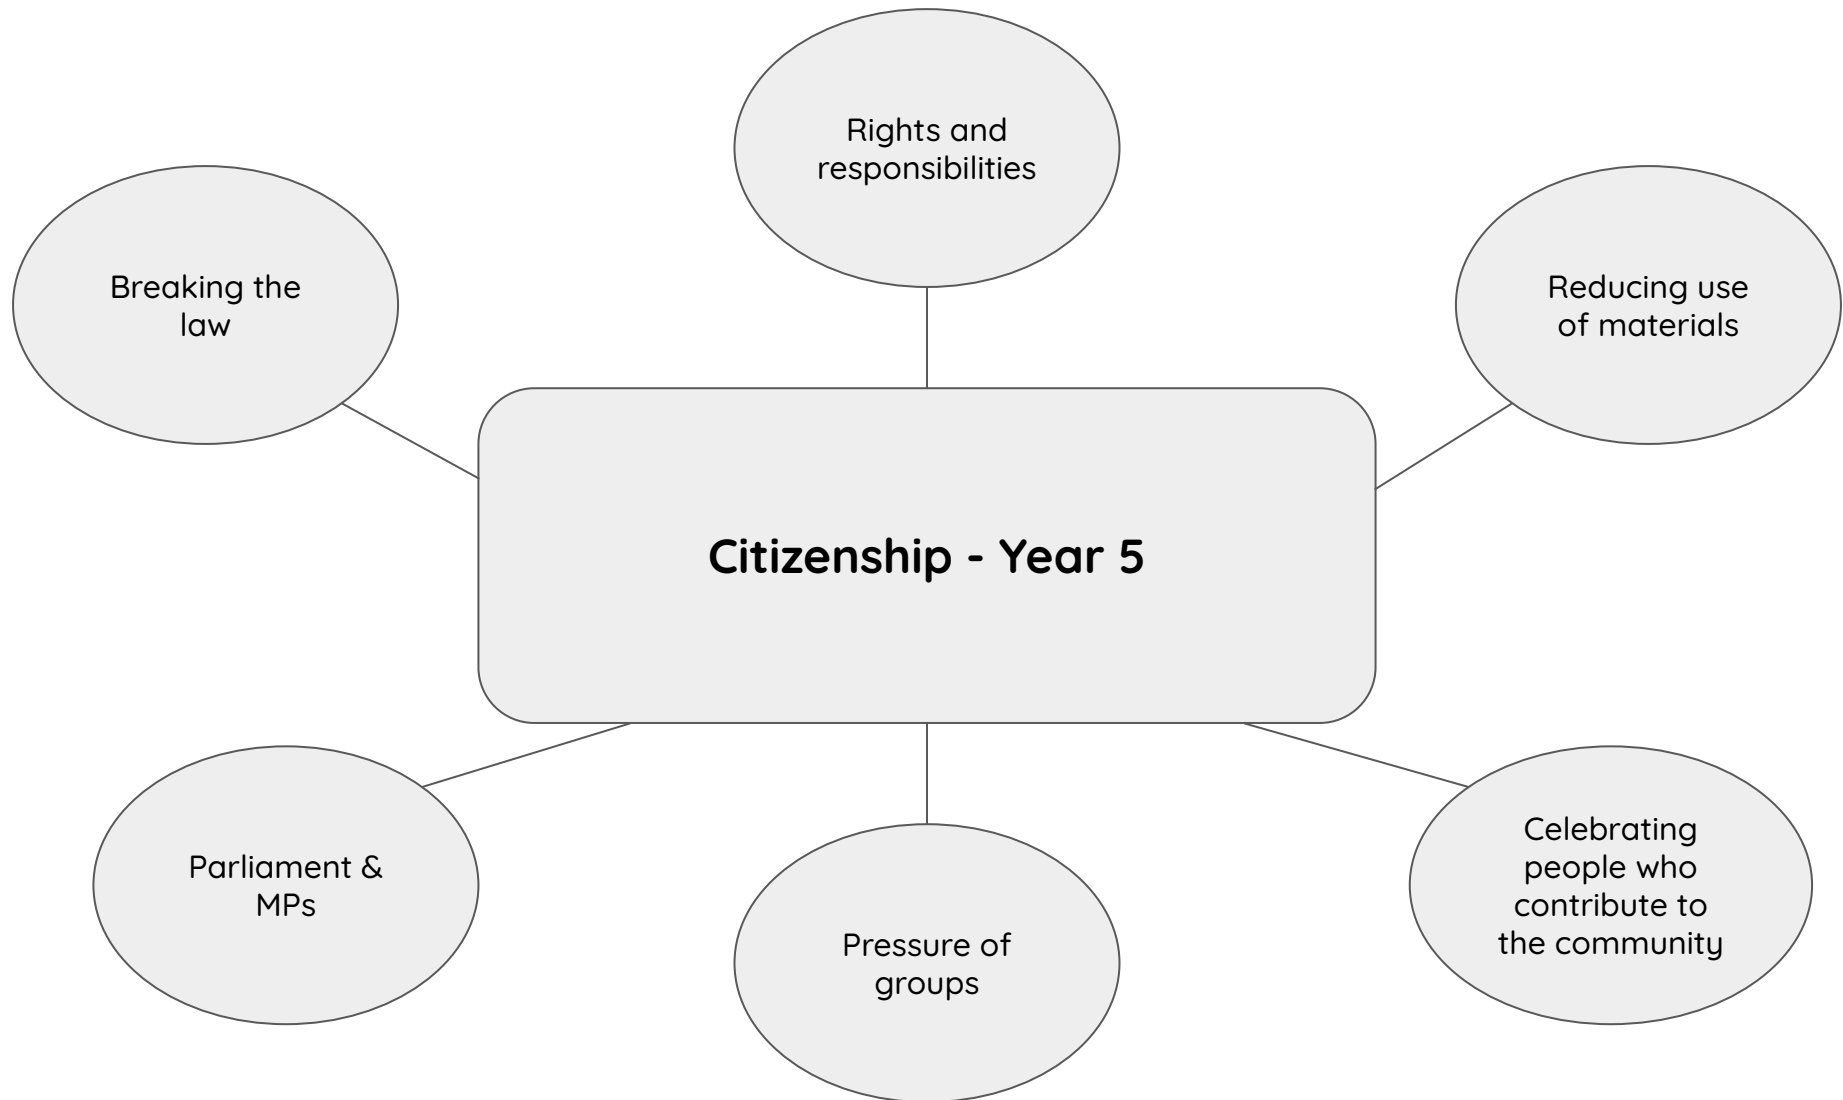 Rights and
responsibilities
Breaking the
law
Reducing use
of materials
Citizenship - Year 5
Parliament &
MPs
Pressure of
groups
Celebrating
people who
contribute to
the community